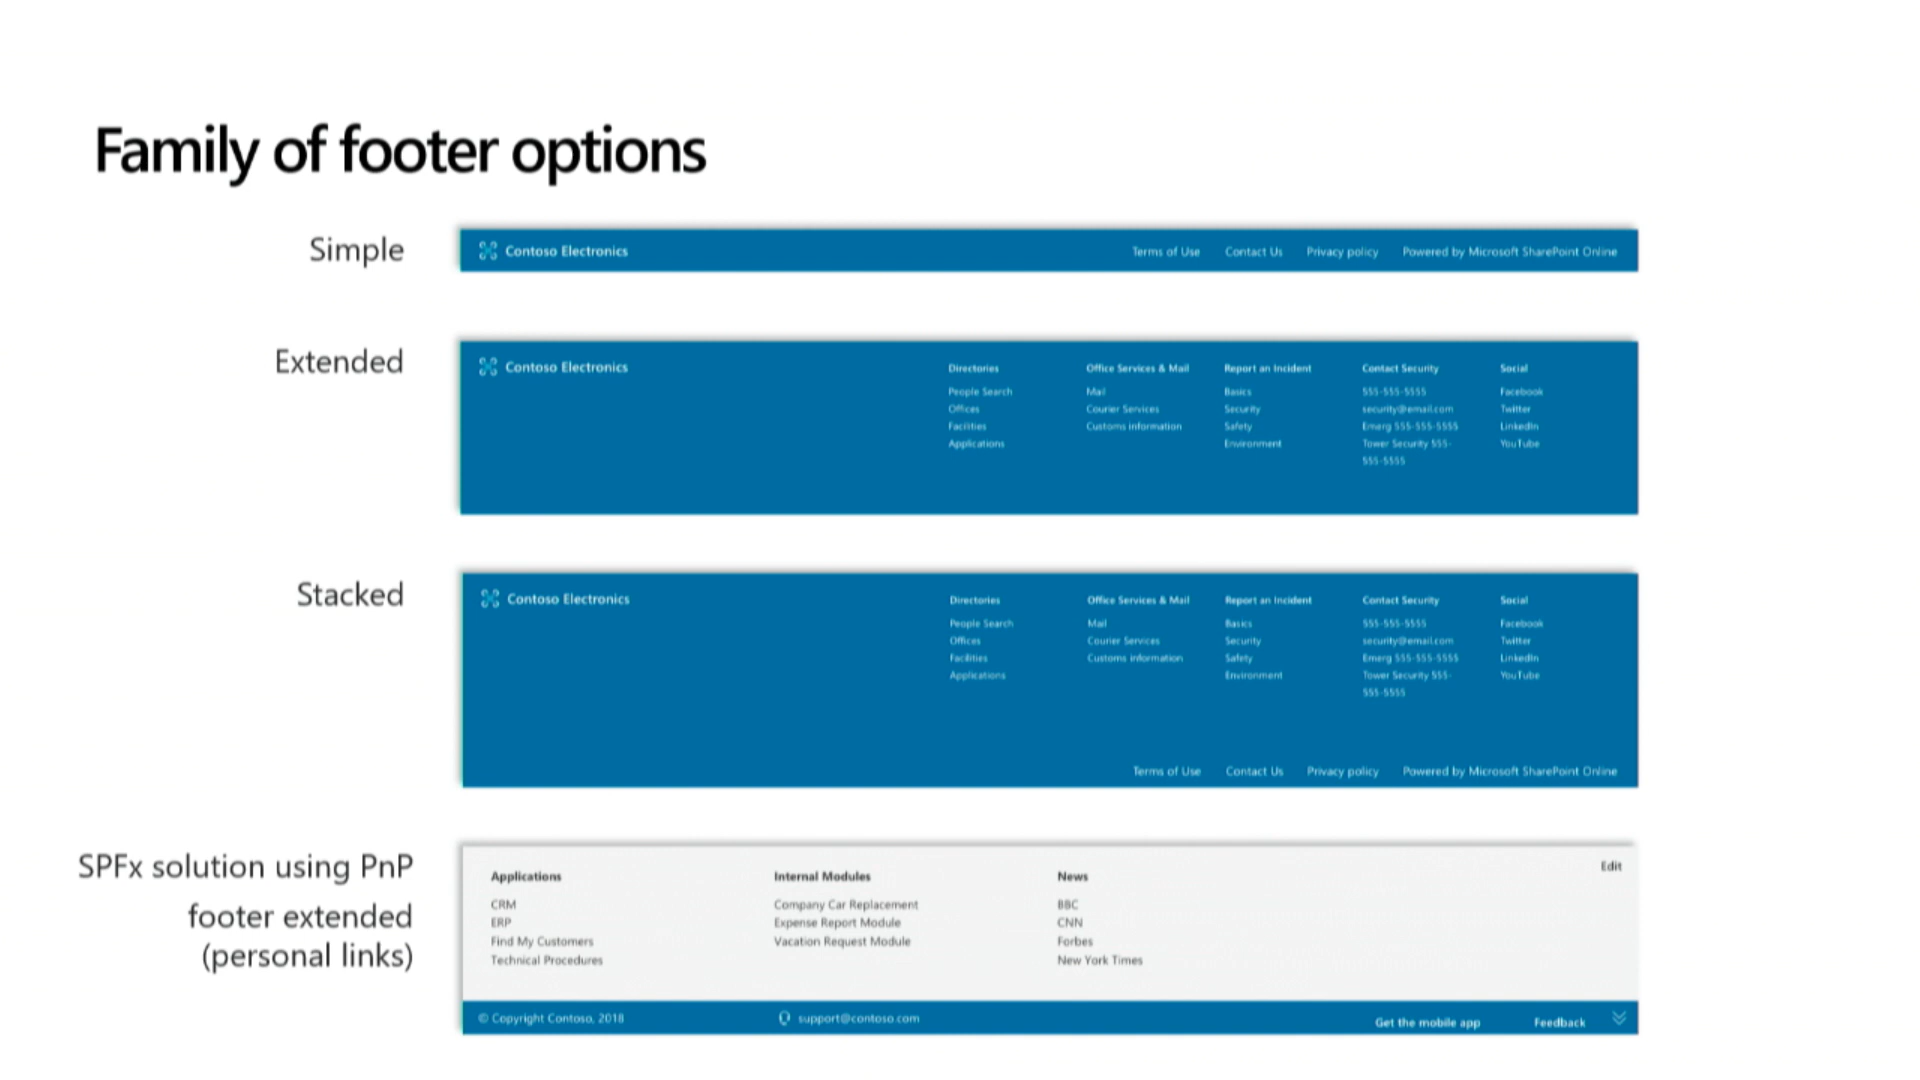 Family of footer options
Simple
Contoso Electronics
Terms of Use Contact Us Privacy policy Powered by Microsoft SharePoint Online
Extended
Contoso Electronics
Directories
People Search
Offices
Facilities
Applications
Office Services & Mail
Mail
Courier Services
Customs information
Report an Incident
Basics
Security
Safety
Environment
Contact Security
555-555-5555
security@email.com
Emerg 555-555-5555
Tower Security 555-
555-5555
Social
Facebook
Twitter
LinkedIn
YouTube
Stacked
Contoso Electronics
Directories
People Search
Offices
Facilities
Applications
Office Services & Mail
Mail
Courier Services
Customs information
Report an Incident
Basics
Security
Safety
Environment
Contact Security
555-555-5555
security@email.com
Emerg 555-555-5555
Tower Security 555-
555-5555
Social
Facebook
Twitter
LinkedIn
YouTube
Terms of Use Contact Us Privacy policy Powered by Microsoft SharePoint Online
SPFx solution using PnP
footer extended
(personal links)
Edit
Applications
CRM
ERP
Find My Customers
Technical Procedures
Internal Modules
Company Car Replacement
Expense Report Module
Vacation Request Module
News
BBC
CNN
Forbes
New York Times
© Copyright Contoso, 2018 support@contoso.com Get the mobile app Feedback